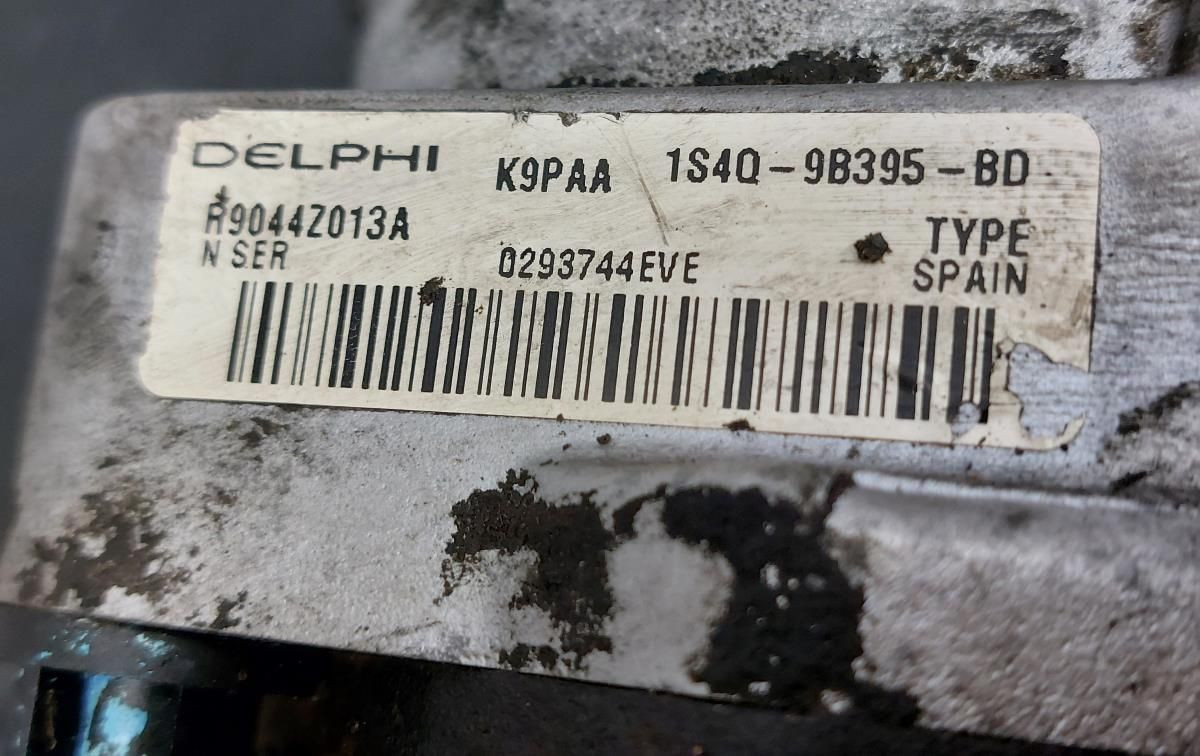 DELPHI K9PAA 1S4Q-9B395-BD
R9044Z013A TYPE
N SER 0293744EVE SPAIN